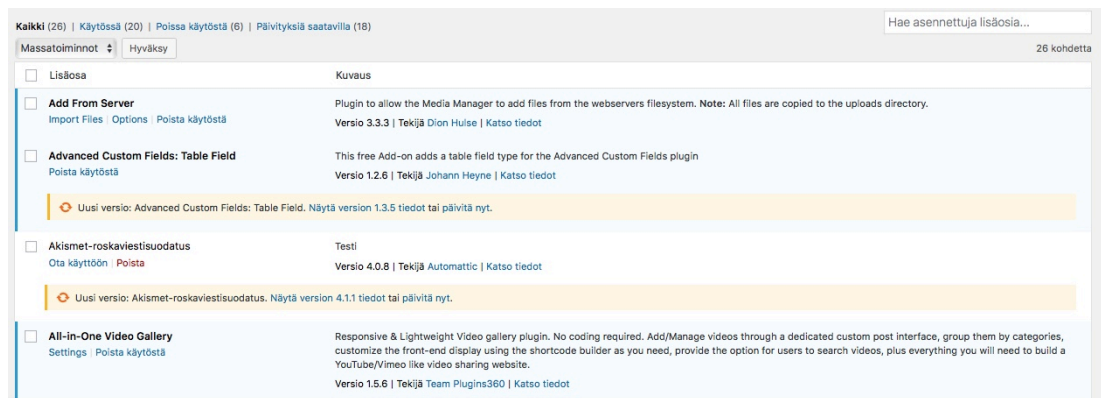 Kaikki (26) | Käytössä (20) | Poissa käytöstä (6) | Päivityksiä saatavilla (18)
Hae asennettuja lisäosia...
Massatoiminnot Hyväksy
26 kohdetta
Lisäosa Kuvaus
Add From Server
Import Files | Options | Poista käytöstä
Plugin to allow the Media Manager to add files from the webservers filesystem. Note: All files are copied to the uploads directory.
Versio 3.3.3 | Tekijä Dion Hulse | Katso tiedot
Advanced Custom Fields: Table Field
Poista käytöstä
This free Add-on adds a table field type for the Advanced Custom Fields plugin
Versio 1.2.6 | Tekijä Johann Heyne | Katso tiedot
Uusi versio: Advanced Custom Fields: Table Field. Näytä version 1.3.5 tiedot tai päivitä nyt.
Akismet-roskaviestisuodatus
Ota käyttöön | Poista
Testi
Versio 4.0.8 | Tekijä Automattic | Katso tiedot
Uusi versio: Akismet-roskaviestisuodatus. Näytä version 4.1.1 tiedot tai päivitä nyt.
All-in-One Video Gallery
Settings | Poista käytöstä
Responsive & Lightweight Video gallery plugin. No coding required. Add/Manage videos through a dedicated custom post interface, group them by categories,
customize the front-end display using the shortcode builder as you need, provide the option for users to search videos, plus everything you will need to build a
YouTube/Vimeo like video sharing website.
Versio 1.5.6 | Tekijä Team Plugins360 | Katso tiedot